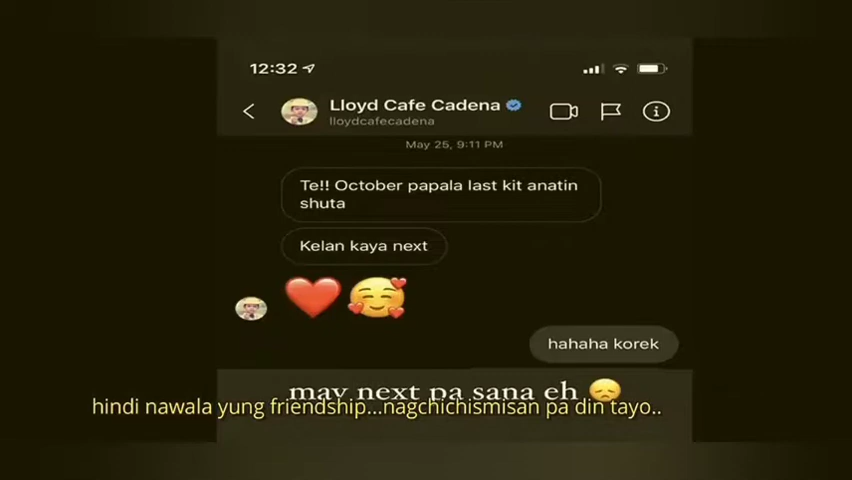 12:32
Lloyd Cafe Cadena
lloydcafecadena
May 25, 9:11 PM
Te!! October papala last kit anatin
shuta
Kelan kaya next
hahaha korek
may next pa sana eh
hindi nawala yung friendship...nagchichismisan pa din tayo..